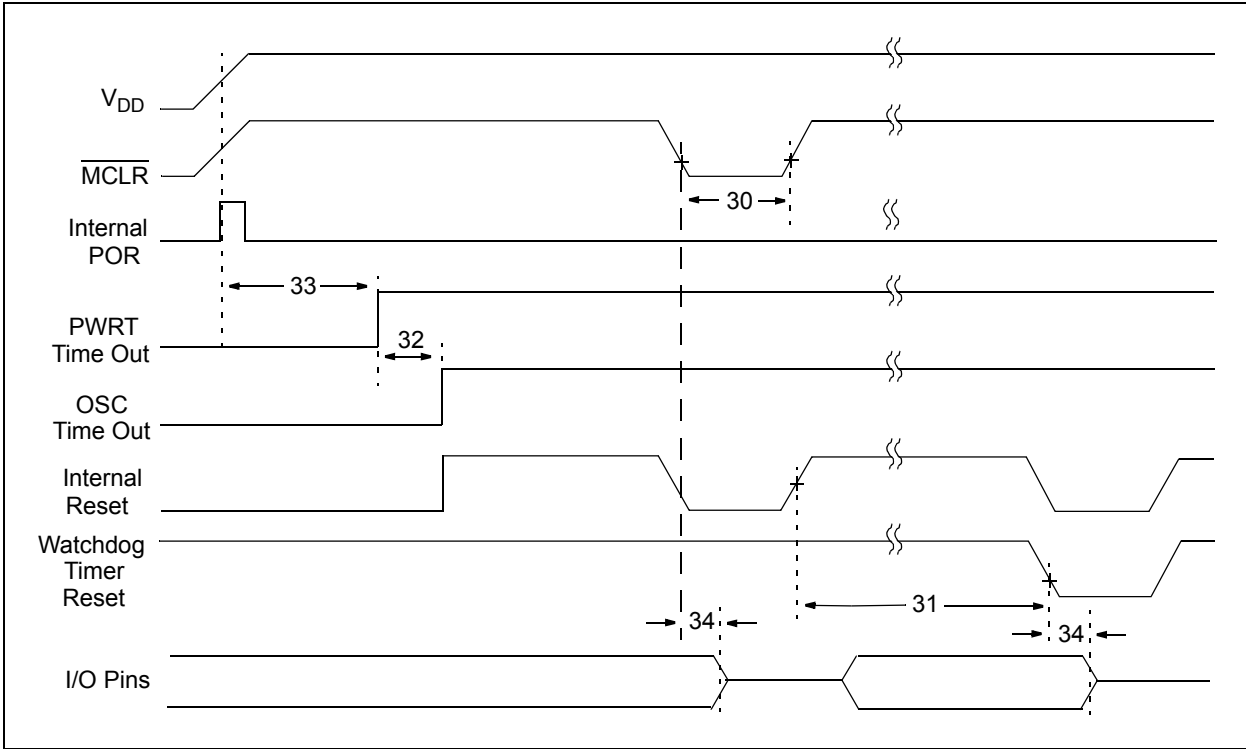 VDD
MCLR
30
Internal
POR
33
PWRT
Time Out
32
OSC
Time Out
Internal
Reset
Watchdog
Timer
Reset
31
34
34
I/O Pins